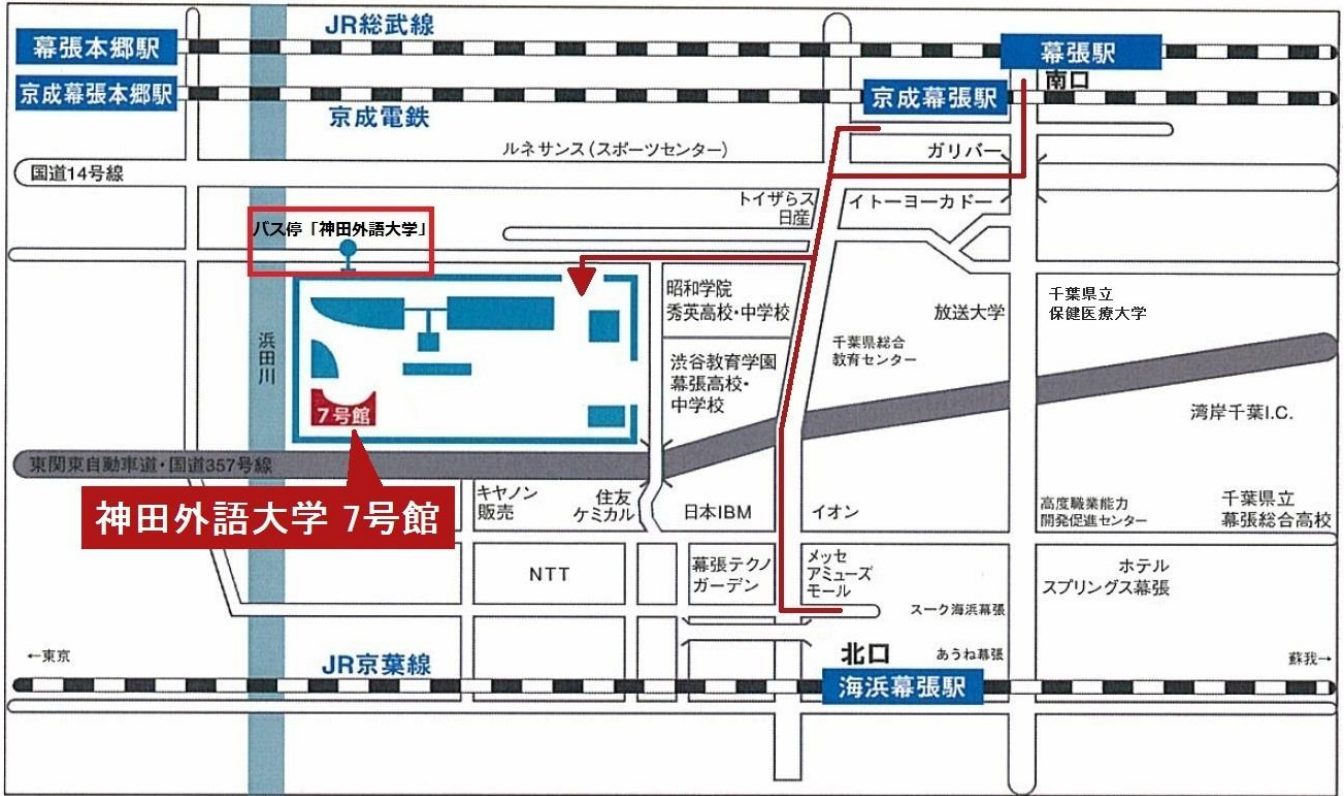 JR総武線
幕張本郷駅
幕張駅
南口
京成幕張本郷駅
京成幕張駅
京成電鉄
ルネサンス(スポーツセンター)
ガリバー
国道14号線
トイザらス
日産
イトーヨーカドー
バス停「神田外語大学」
昭和学院
秀英高校・中学校
放送大学
千葉県立
保健医療大学
浜田川
千葉県総合
教育センター
渋谷教育学園
幕張高校・
中学校
7号館
湾岸千葉I.C.
東関東自動車道・国道357号線
神田外語大学 7号館
キヤノン
販売
住友
ケミカル
日本IBM
イオン
高度職業能力
開発促進センター
千葉県立
幕張総合高校
NTT
幕張テクノ
ガーデン
メッセ
アミューズ
モール
ホテル
スプリングス幕張
スーク海浜幕張
←東京
JR京葉線
北口
あうね幕張
蘇我→
海浜幕張駅